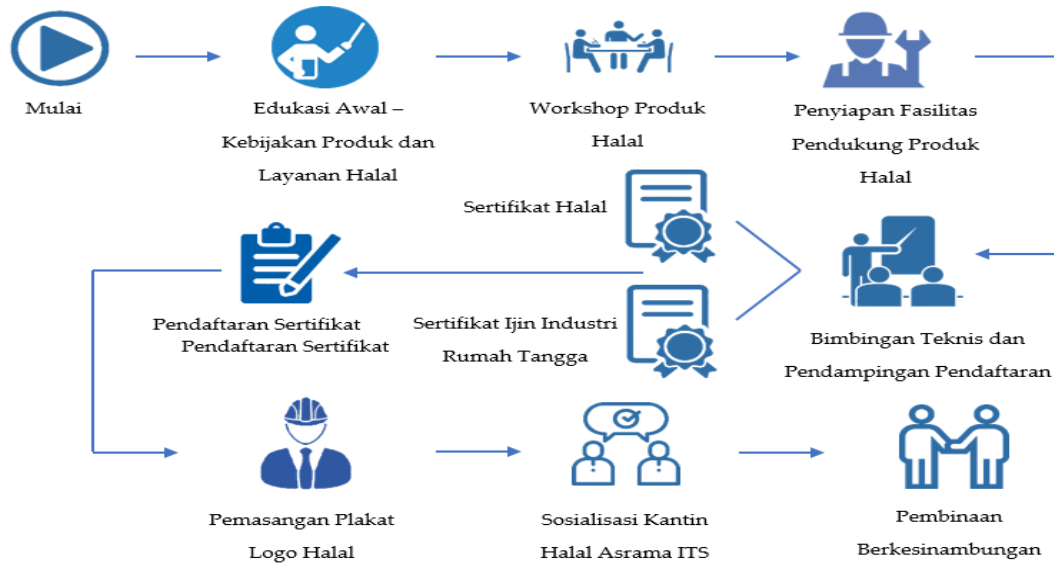 Mulai
Edukasi Awal –
Kebijakan Produk dan
Layanan Halal
Workshop Produk
Halal
Penyiapan Fasilitas
Pendukung Produk
Halal
Bimbingan Teknis dan
Pendampingan Pendaftaran
Sertifikat Halal
Sertifikat Ijin Industri
Rumah Tangga
Pendaftaran Sertifikat
Pendaftaran Sertifikat
Pemasangan Plakat
Logo Halal
Sosialisasi Kantin
Halal Asrama ITS
Pembinaan
Berkesinambungan